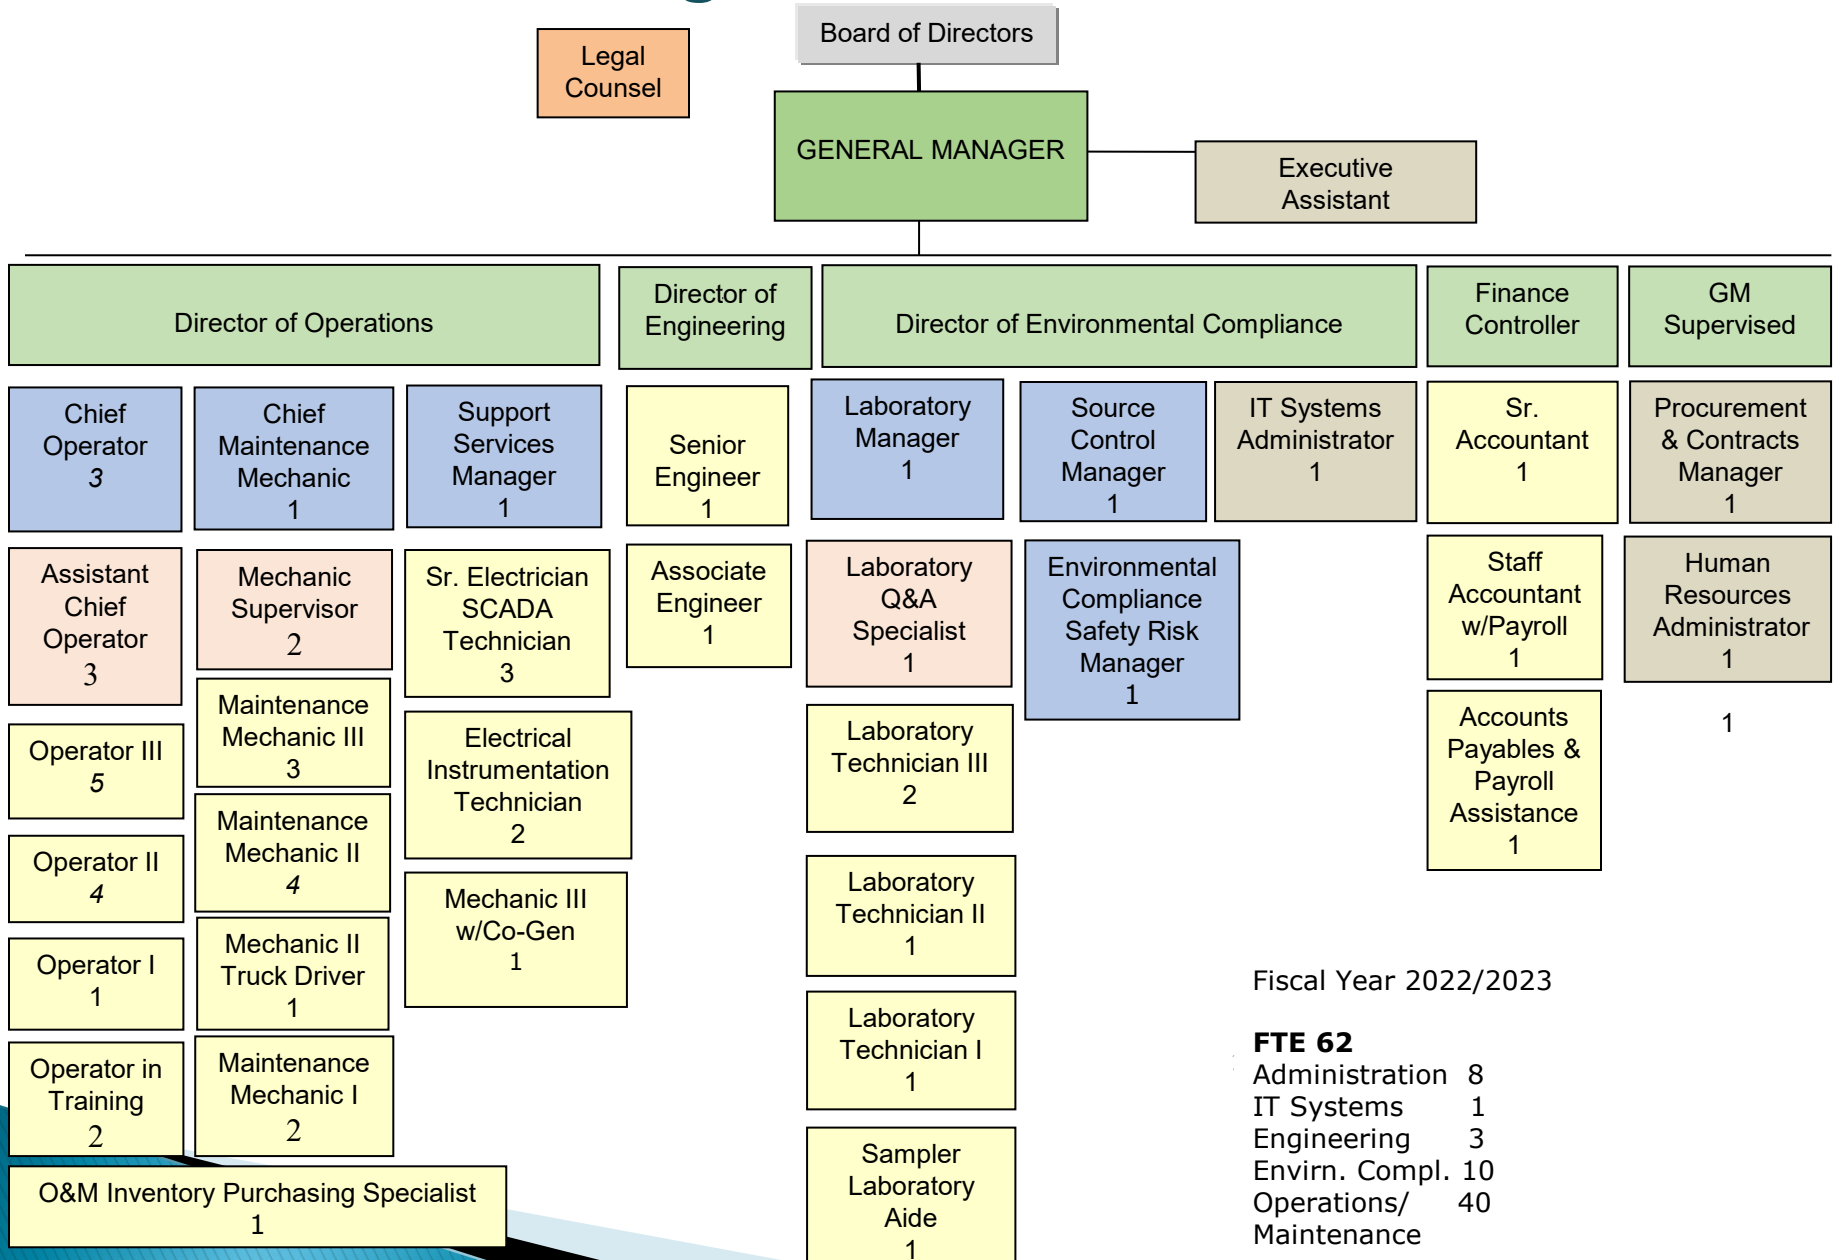 Board of Directors
Legal
Counsel
GENERAL MANAGER
Executive
Assistant
Director of Operations
Director of
Engineering
Director of Environmental Compliance
Finance
Controller
GM
Supervised
Chief
Operator
3
Chief
Maintenance
Mechanic
1
Support
Services
Manager
1
Senior
Engineer
1
Laboratory
Manager
1
Source
Control
Manager
1
IT Systems
Administrator
1
Sr.
Accountant
1
Procurement
& Contracts
Manager
1
Assistant
Chief
Operator
3
Mechanic
Supervisor
2
Sr. Electrician
SCADA
Technician
3
Associate
Engineer
1
Laboratory
Q&A
Specialist
1
Environmental
Compliance
Safety Risk
Manager
1
Staff
Accountant
w/Payroll
1
Human
Resources
Administrator
1
1
Operator III
5
Maintenance
Mechanic III
3
Electrical
Instrumentation
Technician
2
Laboratory
Technician III
2
Accounts
Payables &
Payroll
Assistance
1
Operator II
4
Maintenance
Mechanic II
4
Mechanic III
w/Co-Gen
1
Laboratory
Technician II
1
Operator I
1
Mechanic II
Truck Driver
1
Laboratory
Technician I
1
Operator in
Training
2
Maintenance
Mechanic I
2
Sampler
Laboratory
Aide
1
O&M Inventory Purchasing Specialist
1
Fiscal Year 2022/2023
FTE 62
Administration 8
IT Systems 1
Engineering 3
Envirn. Compl. 10
Operations/ 40
Maintenance